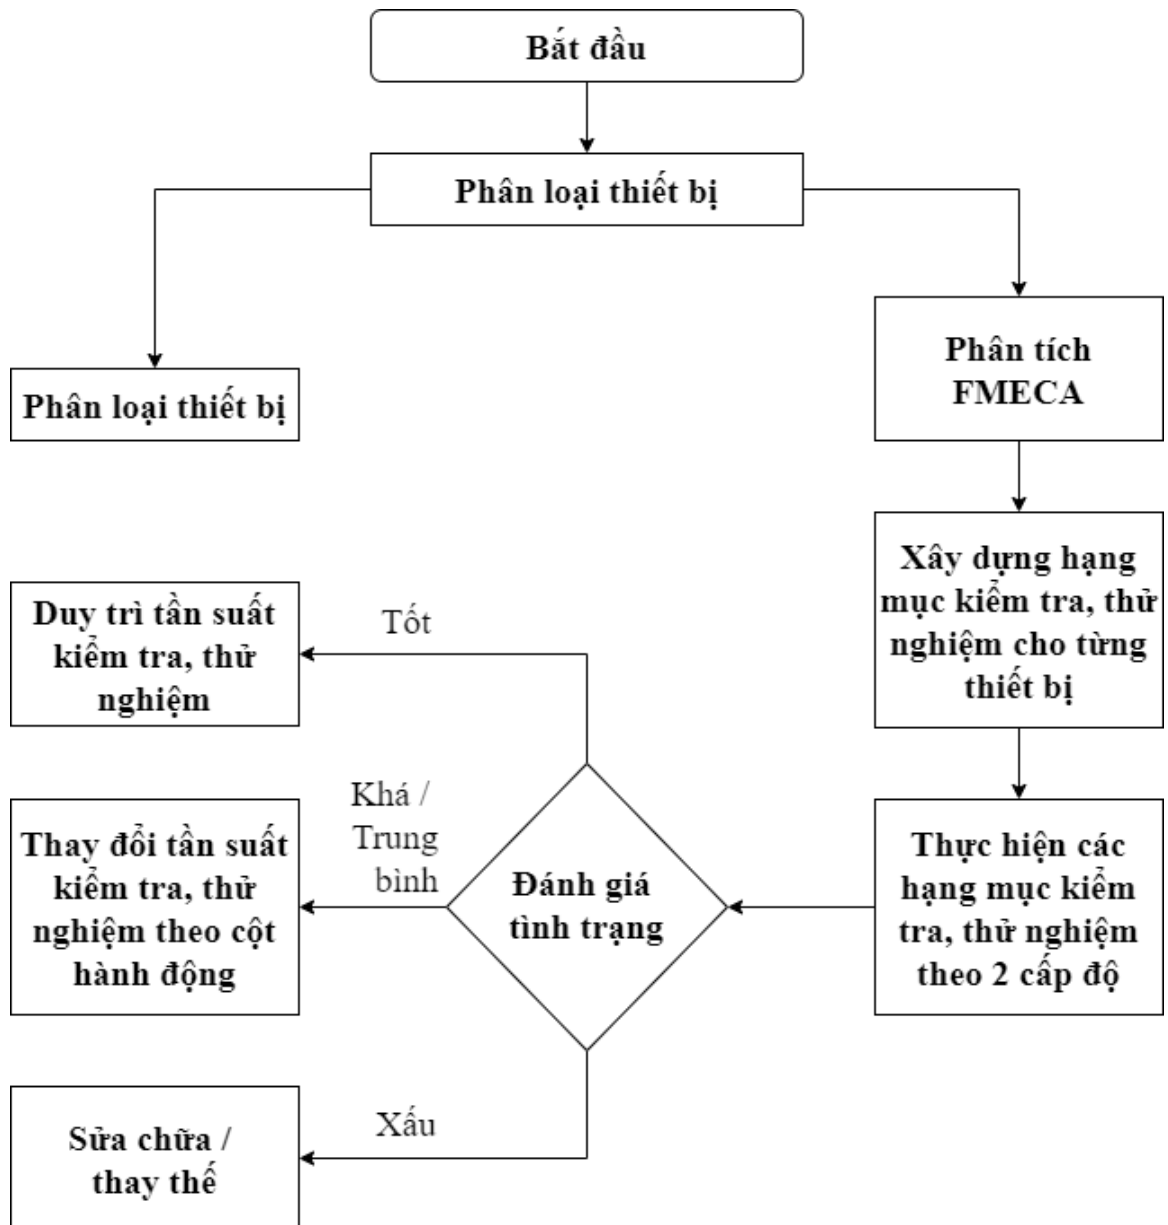 Bắt đầu
Phân loại thiết bị
Phân tích
FMECA
Phân loại thiết bị
Xây dựng hạng
mục kiểm tra, thử
nghiệm cho từng
thiết bị
Duy trì tần suất
kiểm tra, thử
nghiệm
Tốt
Khá /
Trung
bình
Thay đổi tần suất
kiểm tra, thử
nghiệm theo cột
hành động
Đánh giá
tình trạng
Thực hiện các
hạng mục kiểm
tra, thử nghiệm
theo 2 cấp độ
Xấu
Sửa chữa /
thay thế